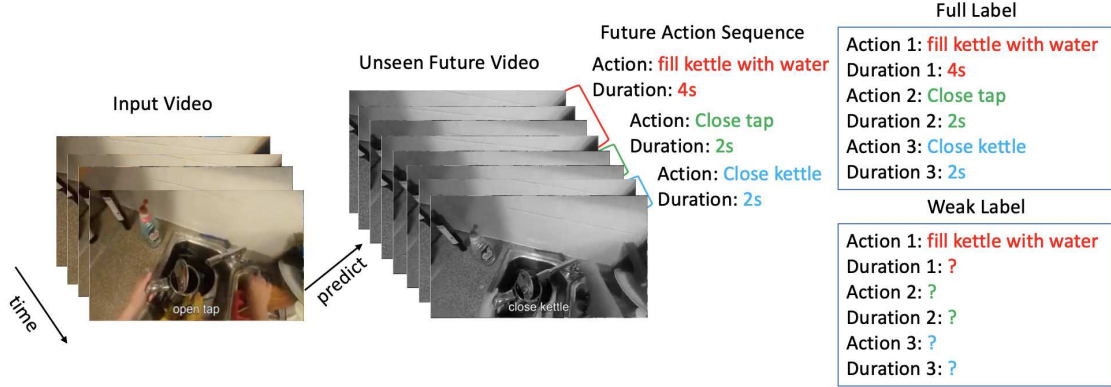 Input Video
open tap
time
predict
Unseen Future Video
close kettle
Future Action Sequence
Action: fill kettle with water
Duration: 4s
Action: Close tap
Duration: 2s
Action: Close kettle
Duration: 2s
Full Label
Action 1: fill kettle with water
Duration 1: 4s
Action 2: Close tap
Duration 2: 2s
Action 3: Close kettle
Duration 3: 2s
Weak Label
Action 1: fill kettle with water
Duration 1: ?
Action 2: ?
Duration 2: ?
Action 3: ?
Duration 3: ?